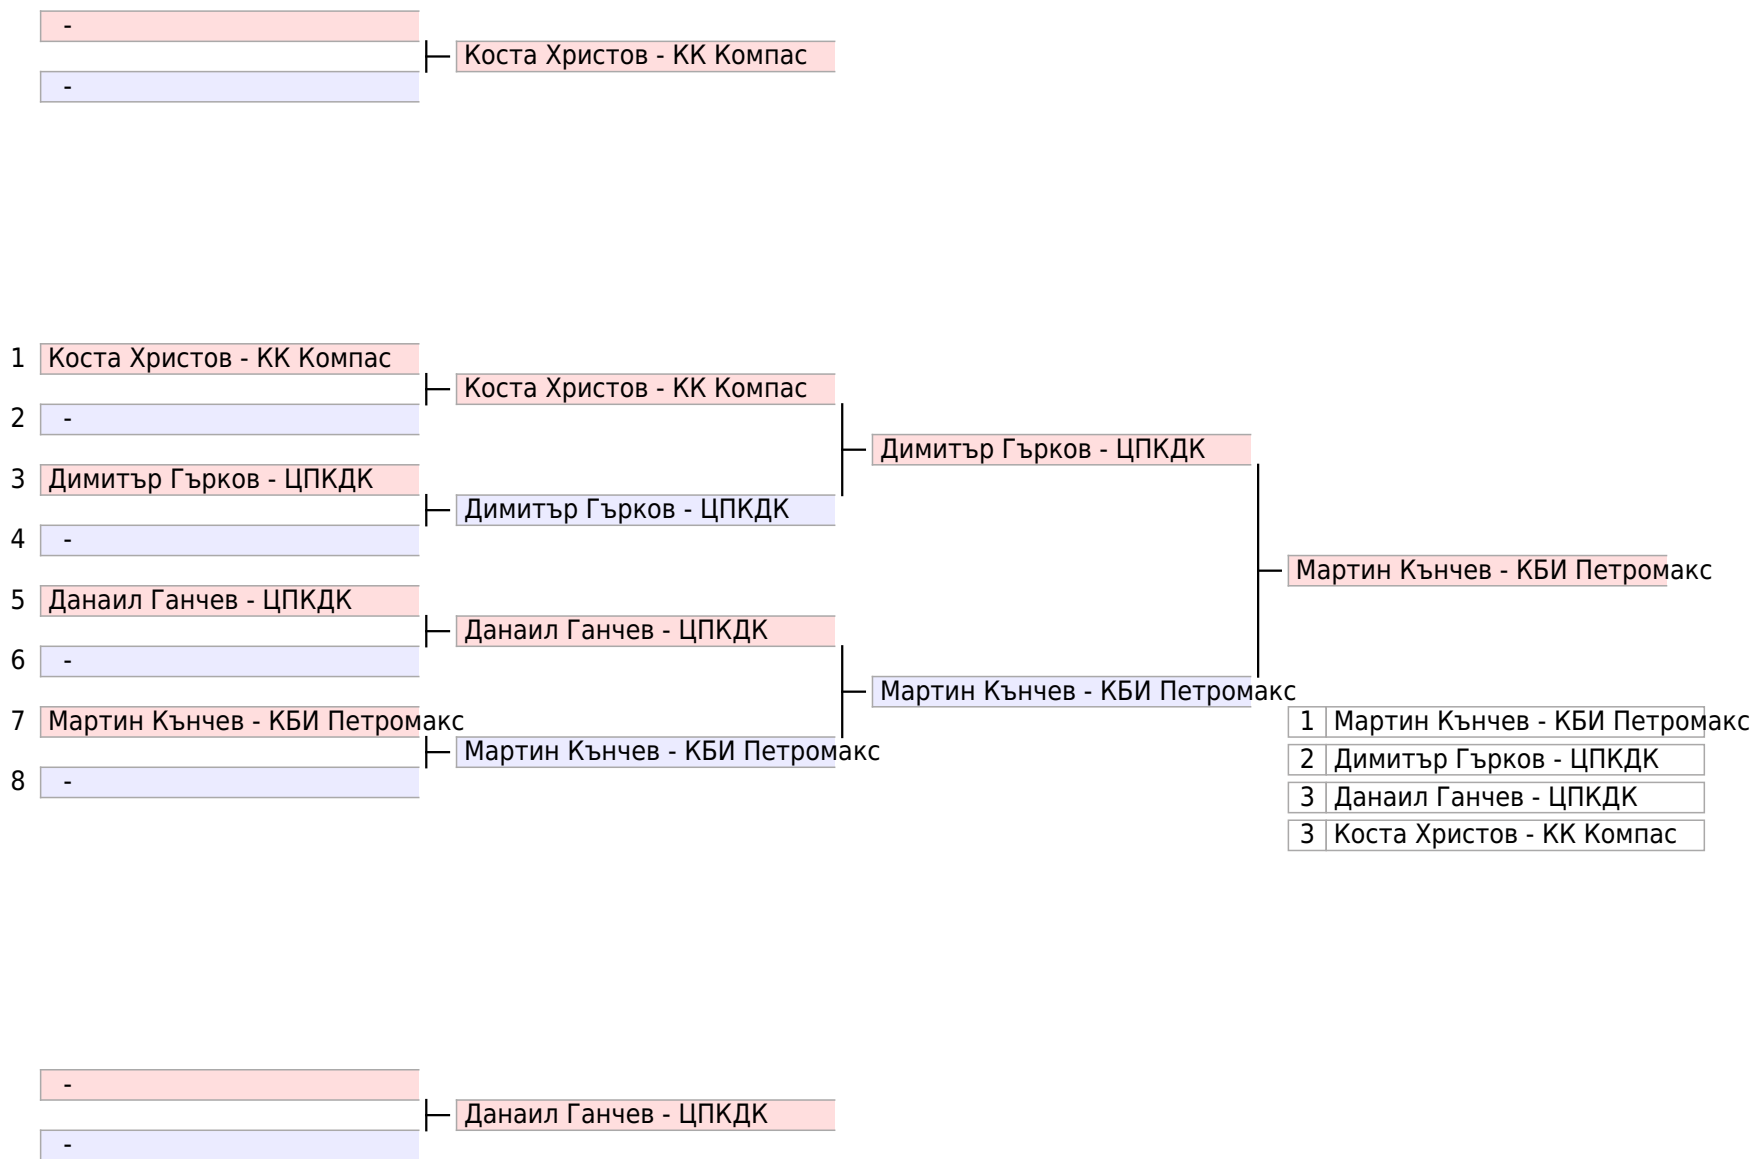 -
Коста Христов - КК Компас
-
1 Коста Христов - КК Компас
Коста Христов - КК Компас
2 -
Димитър Гърков - ЦПКДК
3 Димитър Гърков - ЦПКДК
Димитър Гърков - ЦПКДК
4 -
Мартин Кънчев - КБИ Петромакс
5 Данаил Ганчев - ЦПКДК
Данаил Ганчев - ЦПКДК
6 -
Мартин Кънчев - КБИ Петромакс
7 Мартин Кънчев - КБИ Петромакс
Мартин Кънчев - КБИ Петромакс
8 -
1 Мартин Кънчев - КБИ Петромакс
2 Димитър Гърков - ЦПКДК
3 Данаил Ганчев - ЦПКДК
3 Коста Христов - КК Компас
-
Данаил Ганчев - ЦПКДК
-